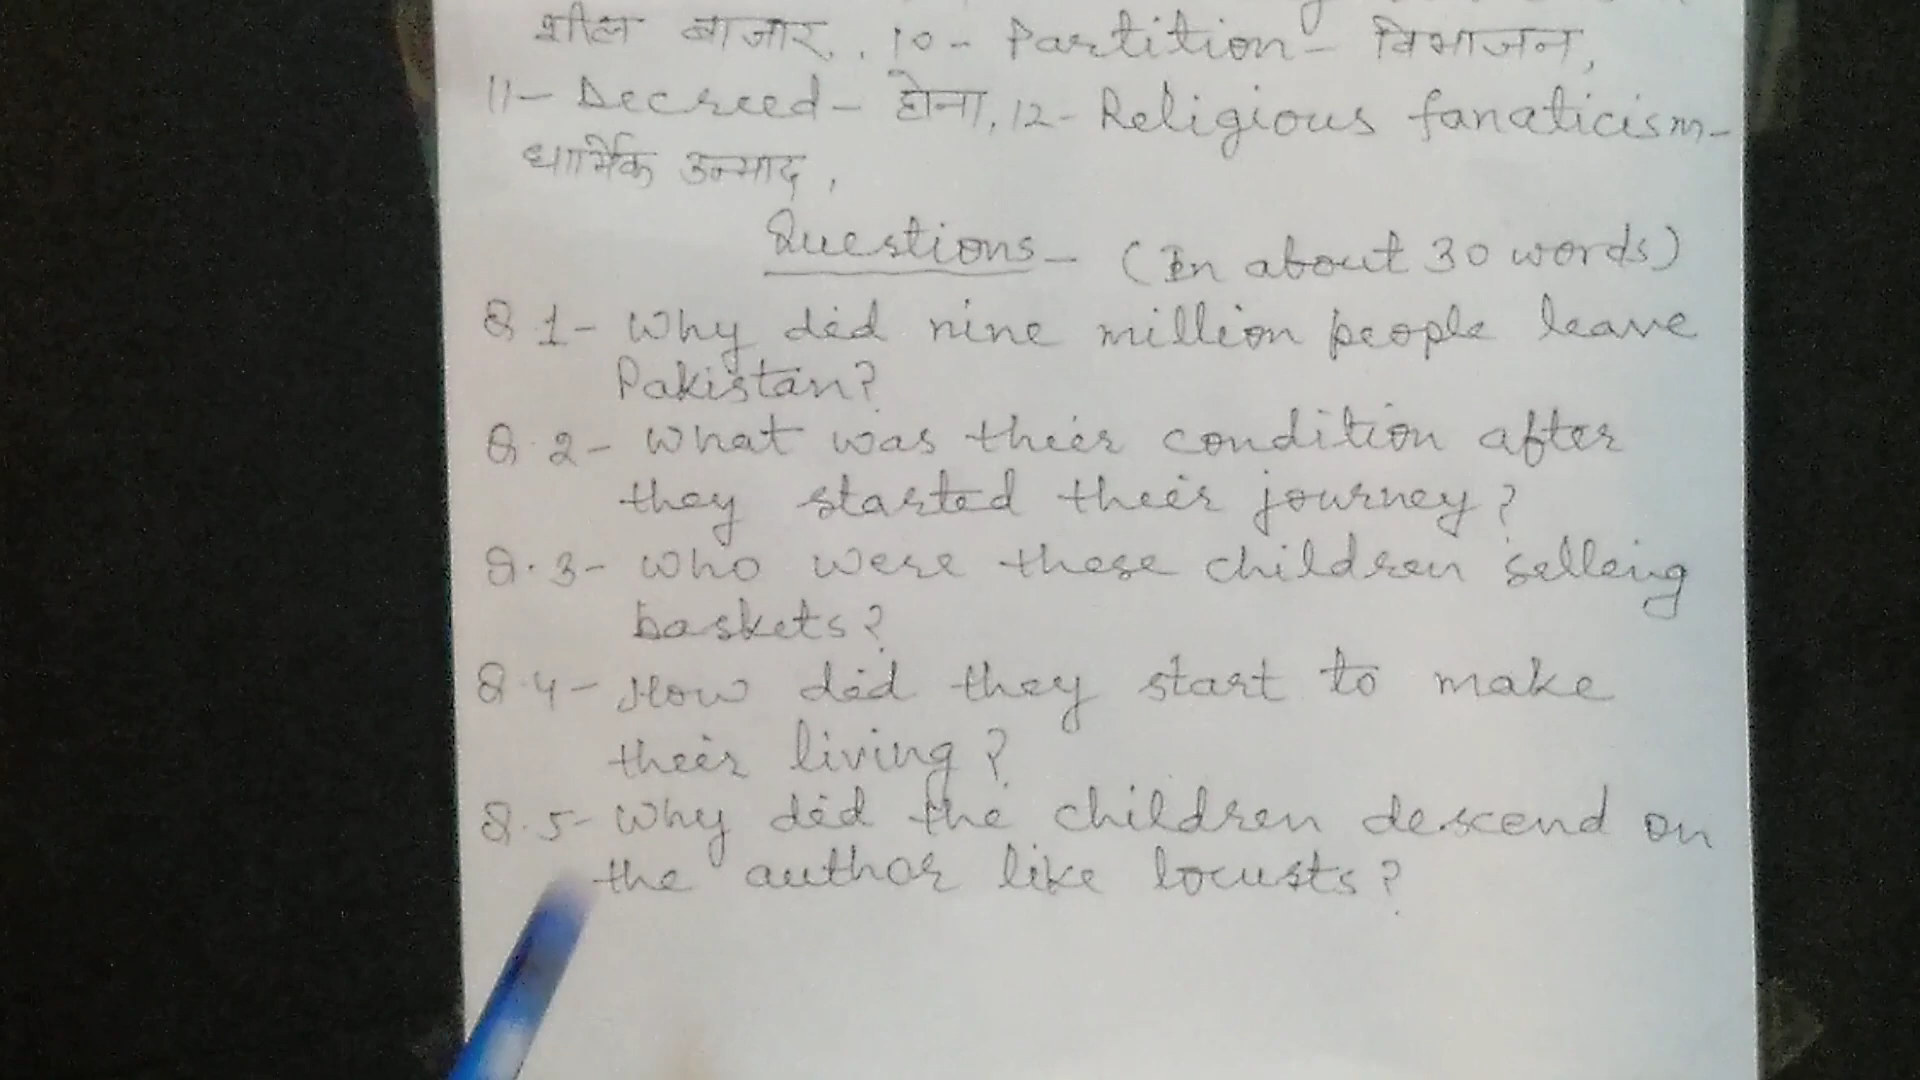 शील बाजार, 10- Partition- विभाजन,
11- Decreed- होना, 12- Religious fanaticism-
धार्मिक उन्माद,
Questions- (In about 30 words)
Q.1- Why did nine million people leave
Pakistan?
Q.2- What was their condition after
they started their journey?
Q.3- Who were these children selling
baskets?
Q.4- How did they start to make
their living?
Q.5- Why did the children descend on
the author like locusts?